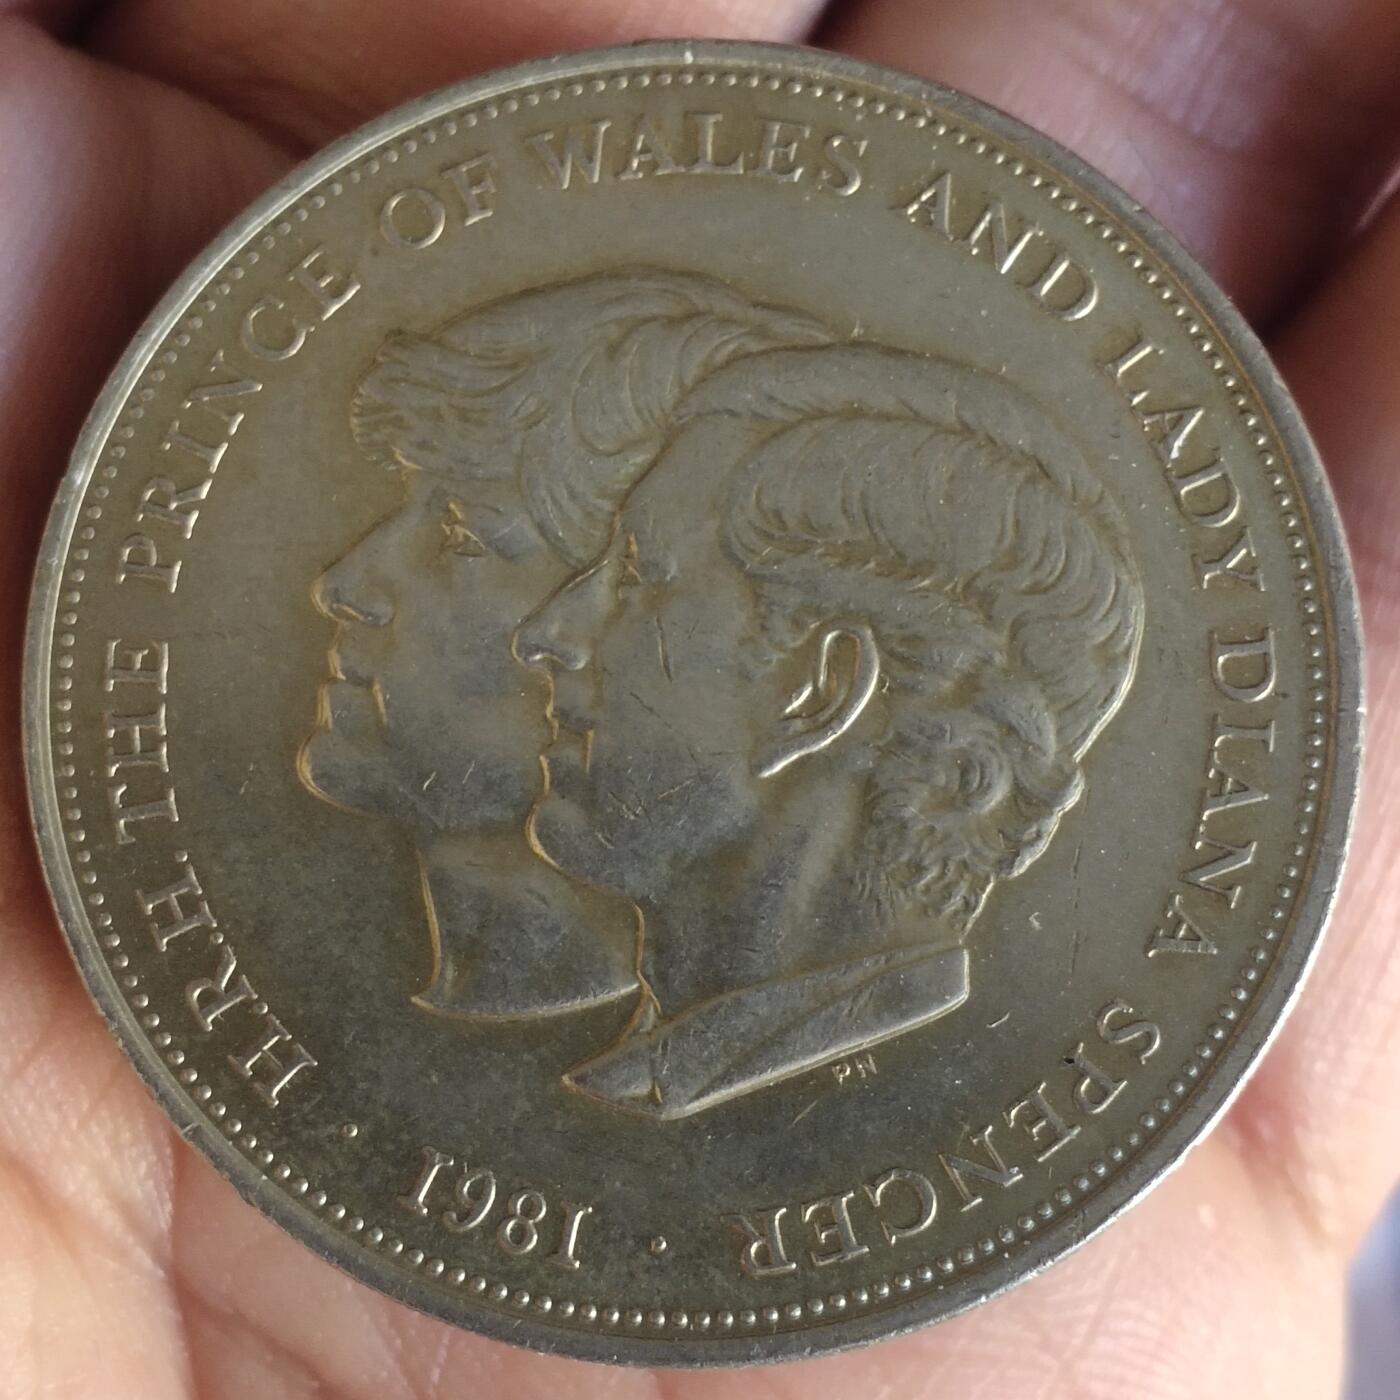 H.R.H. THE PRINCE OF WALES AND LADY DIANA SPENCER · 1981 ·
PN